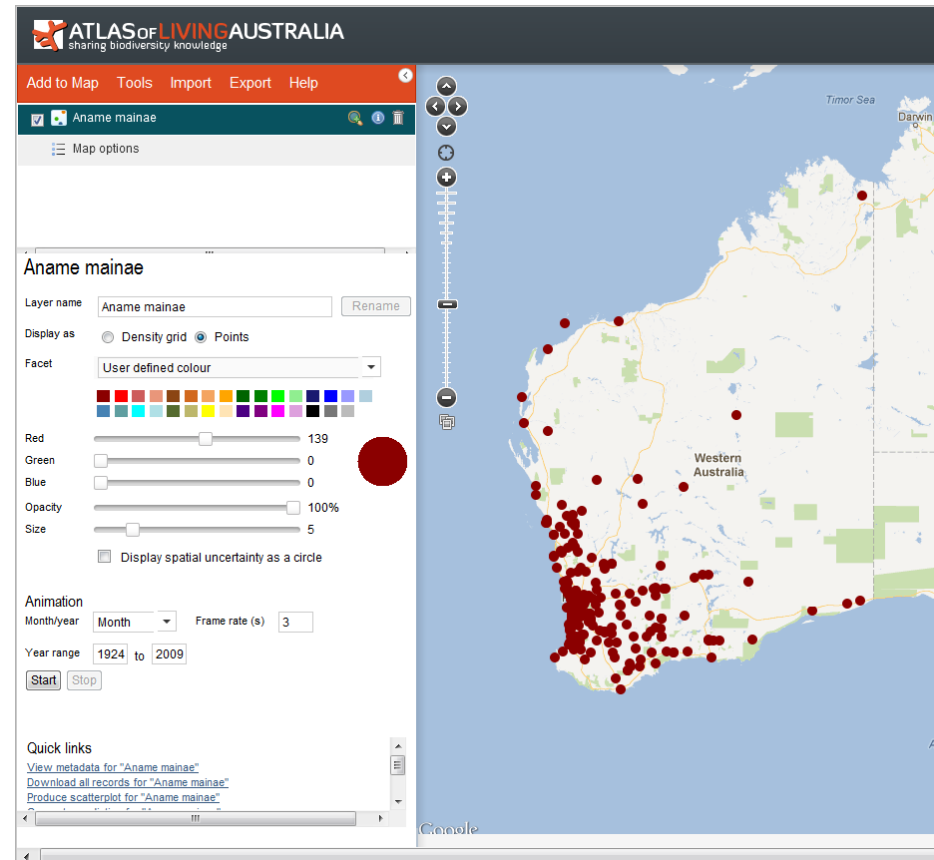 ATLAS OF LIVING AUSTRALIA
sharing biodiversity knowledge
Add to Map Tools Import Export Help
Aname mainae
Map options
Aname mainae
Layer name Aname mainae Rename
Display as Density grid Points
Facet User defined colour
Red 139
Green 0
Blue 0
Opacity 100%
Size 5
Display spatial uncertainty as a circle
Animation
Month/year Month Frame rate (s) 3
Year range 1924 to 2009
Start Stop
Quick links
View metadata for "Aname mainae"
Download all records for "Aname mainae"
Produce scatterplot for "Aname mainae"
Timor Sea
Darwin
Western
Australia
Google